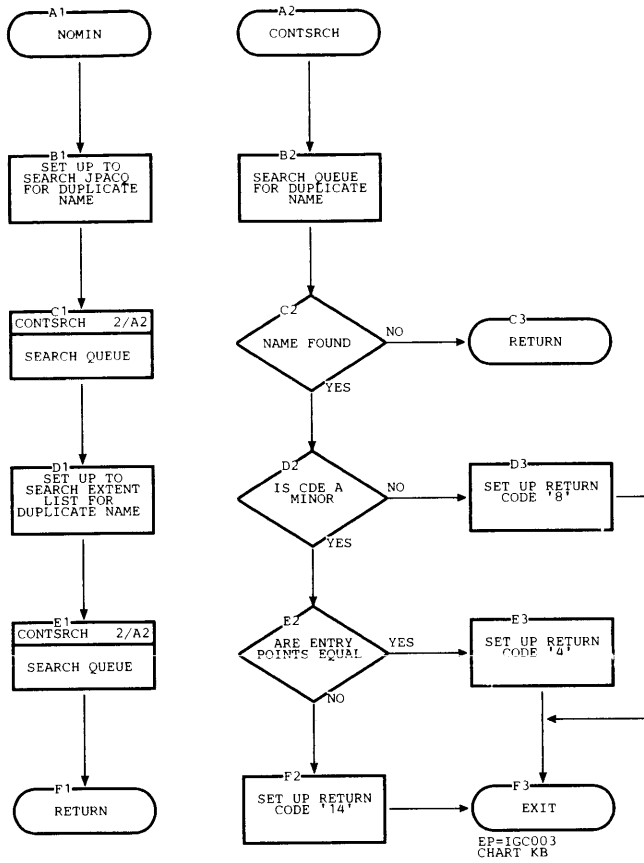 A1
NOMIN
B1
SET UP TO
SEARCH JPACQ
FOR DUPLICATE
NAME
C1
CONTSRCH 2/A2
SEARCH QUEUE
D1
SET UP TO
SEARCH EXTENT
LIST FOR
DUPLICATE NAME
E1
CONTSRCH 2/A2
SEARCH QUEUE
F1
RETURN
A2
CONTSRCH
B2
SEARCH QUEUE
FOR DUPLICATE
NAME
C2
NAME FOUND
NO
YES
C3
RETURN
D2
IS CDE A
MINOR
NO
YES
D3
SET UP RETURN
CODE '8'
E2
ARE ENTRY
POINTS EQUAL
YES
NO
E3
SET UP RETURN
CODE '4'
F2
SET UP RETURN
CODE '14'
F3
EXIT
EP=IGC003
CHART KB